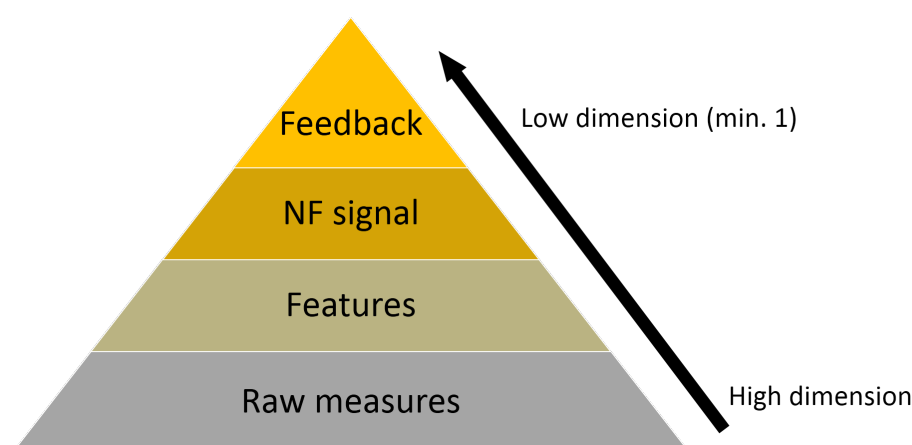 Feedback
Low dimension (min. 1)
NF signal
Features
Raw measures
High dimension